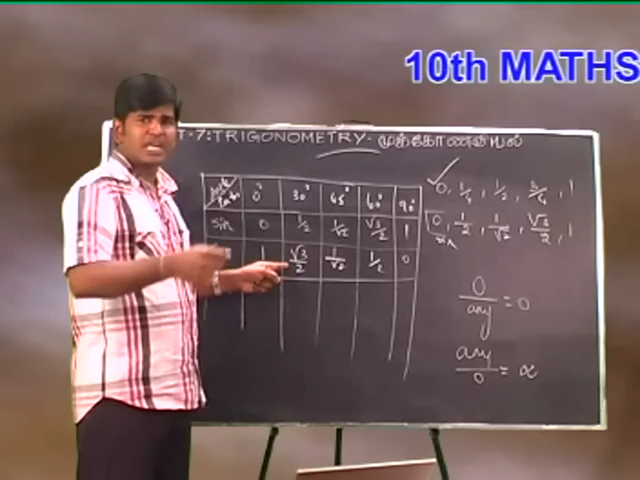 10th MATHS
T-7:TRIGONOMETRY- முக்கோணவியல்
0° 30° 45° 60° 90°
sin 0 1/2 1/√2 √3/2 1
1 √3/2 1/√2 1/2 0
✓0, 1/4, 1/2, 3/4, 1
0, 1/2, 1/√2, √3/2, 1
sin
0/any = 0
any/0 = ∝